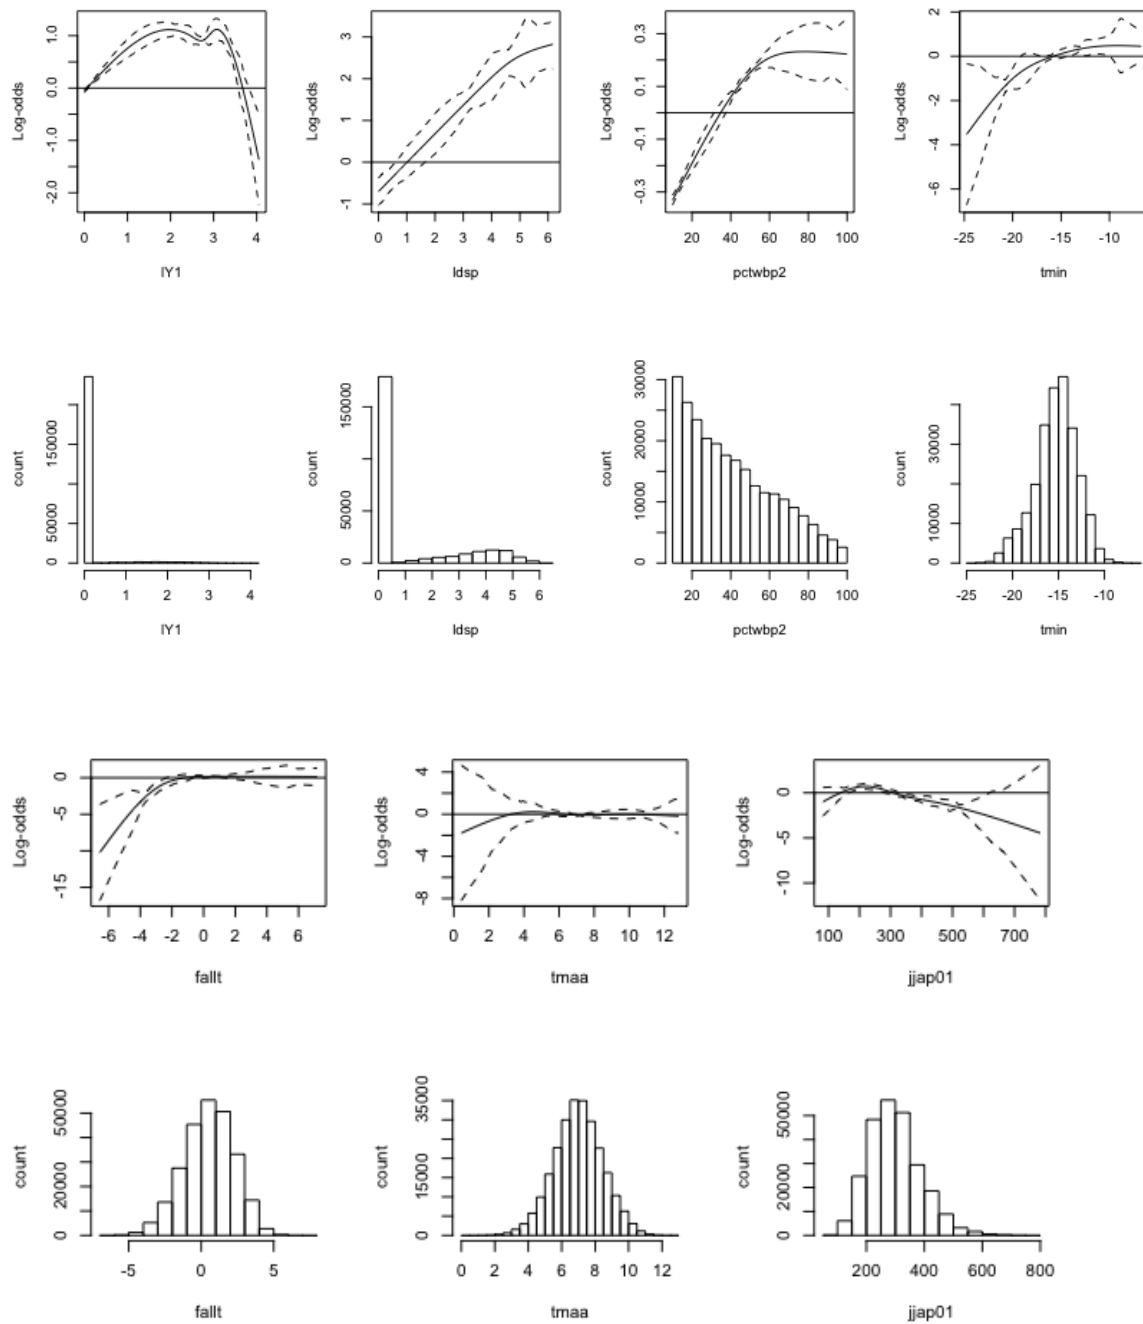 Log-odds
1.0
0.0
-1.0
-2.0
0 1 2 3 4
lY1
Log-odds
3
2
1
0
-1
0 1 2 3 4 5 6
ldsp
Log-odds
0.3
0.1
-0.1
-0.3
20 40 60 80 100
pctwbp2
Log-odds
2
0
-2
-4
-6
-25 -20 -15 -10
tmin
count
150000
50000
0
0 1 2 3 4
lY1
count
150000
50000
0
0 1 2 3 4 5 6
ldsp
count
30000
20000
10000
0
20 40 60 80 100
pctwbp2
count
30000
10000
0
-25 -20 -15 -10
tmin
Log-odds
0
-5
-15
-6 -4 -2 0 2 4 6
fallt
Log-odds
4
0
-4
-8
0 2 4 6 8 10 12
tmaa
Log-odds
0
-5
-10
100 300 500 700
jjap01
count
50000
20000
0
-5 0 5
fallt
count
35000
15000
0
0 2 4 6 8 10 12
tmaa
count
50000
20000
0
200 400 600 800
jjap01